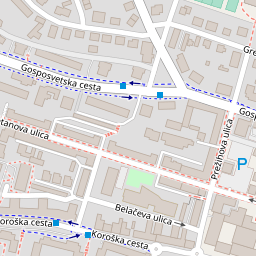 Gre
Gosposvetska cesta
Gosp
tanova ulica
Prežihova ulica
P
Belačeva ulica
Koroška cesta
Koroška cesta